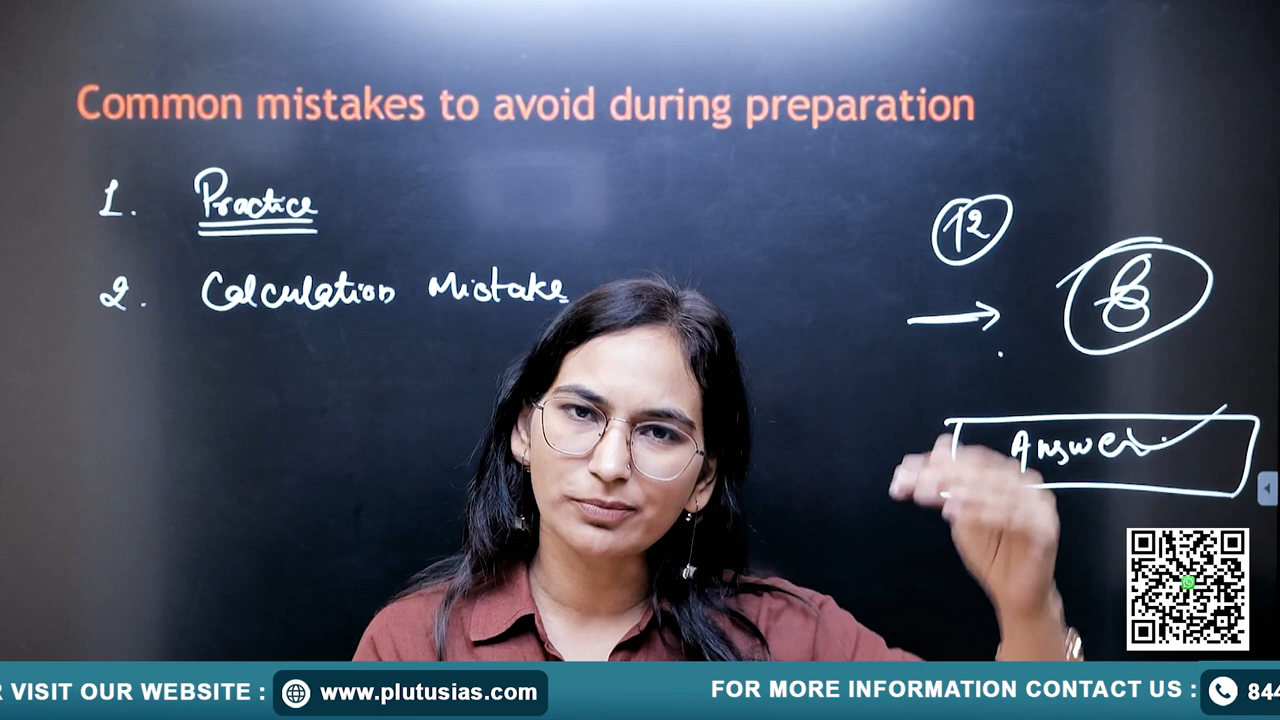 Common mistakes to avoid during preparation
1. Practice
2. Calculation Mistake
12
→ 8
Answer
R VISIT OUR WEBSITE : www.plutusias.com
FOR MORE INFORMATION CONTACT US : 844